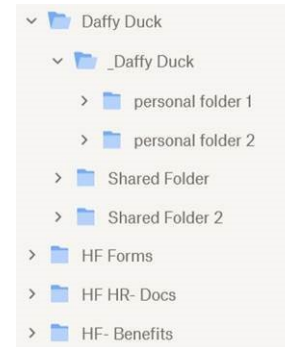 Daffy Duck
_Daffy Duck
personal folder 1
personal folder 2
Shared Folder
Shared Folder 2
HF Forms
HF HR- Docs
HF- Benefits